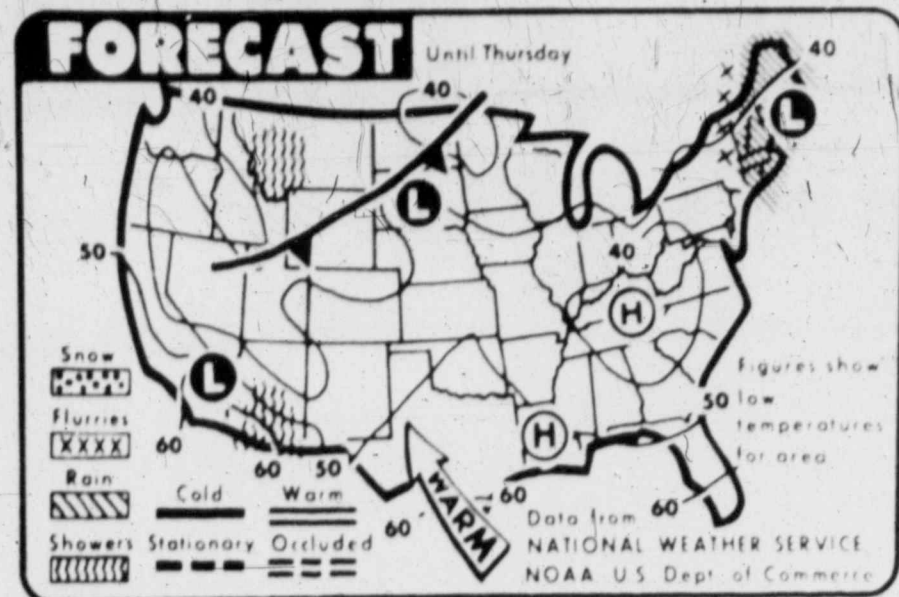 FORECAST
Until Thursday
40
40
40
L
L
50
40
H
L
Snow
Figures show
50 low
Flurries
temperatures
XXXX
60
H
for area
60 50
Rain
Cold
Warm
WARM
60
60
60
Data from
Showers
Stationary
Occluded
NATIONAL WEATHER SERVICE
NOAA U.S. Dept. of Commerce